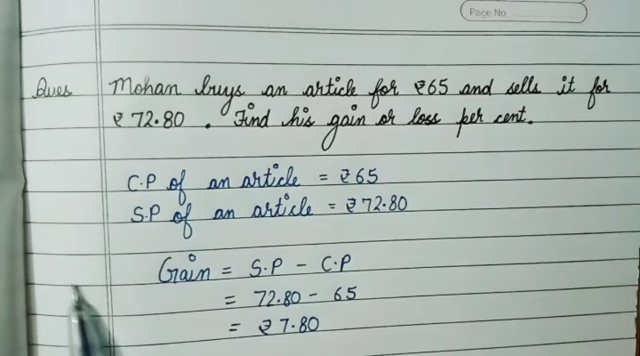 Page No
Ques Mohan buys an article for ₹65 and sells it for
₹72.80 . Find his gain or loss per cent.
C.P of an article = ₹65
S.P of an article = ₹72.80
Gain = S.P - C.P
= 72.80 - 65
= ₹7.80